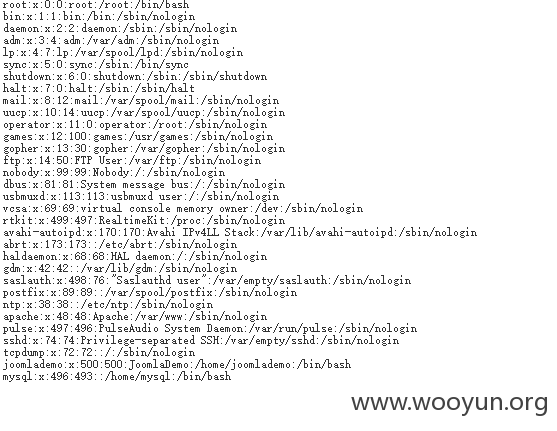 root:x:0:0:root:/root:/bin/bash
bin:x:1:1:bin:/bin:/sbin/nologin
daemon:x:2:2:daemon:/sbin:/sbin/nologin
adm:x:3:4:adm:/var/adm:/sbin/nologin
lp:x:4:7:lp:/var/spool/lpd:/sbin/nologin
sync:x:5:0:sync:/sbin:/bin/sync
shutdown:x:6:0:shutdown:/sbin:/sbin/shutdown
halt:x:7:0:halt:/sbin:/sbin/halt
mail:x:8:12:mail:/var/spool/mail:/sbin/nologin
uucp:x:10:14:uucp:/var/spool/uucp:/sbin/nologin
operator:x:11:0:operator:/root:/sbin/nologin
games:x:12:100:games:/usr/games:/sbin/nologin
gopher:x:13:30:gopher:/var/gopher:/sbin/nologin
ftp:x:14:50:FTP User:/var/ftp:/sbin/nologin
nobody:x:99:99:Nobody:/:/sbin/nologin
dbus:x:81:81:System message bus:/:/sbin/nologin
usbmuxd:x:113:113:usbmuxd user:/:/sbin/nologin
vcsa:x:69:69:virtual console memory owner:/dev:/sbin/nologin
rtkit:x:499:497:RealtimeKit:/proc:/sbin/nologin
avahi-autoipd:x:170:170:Avahi IPv4LL Stack:/var/lib/avahi-autoipd:/sbin/nologin
abrt:x:173:173::/etc/abrt:/sbin/nologin
haldaemon:x:68:68:HAL daemon:/:/sbin/nologin
gdm:x:42:42::/var/lib/gdm:/sbin/nologin
saslauth:x:498:76:"Saslauthd user":/var/empty/saslauth:/sbin/nologin
postfix:x:89:89::/var/spool/postfix:/sbin/nologin
ntp:x:38:38::/etc/ntp:/sbin/nologin
apache:x:48:48:Apache:/var/www:/sbin/nologin
pulse:x:497:496:PulseAudio System Daemon:/var/run/pulse:/sbin/nologin
sshd:x:74:74:Privilege-separated SSH:/var/empty/sshd:/sbin/nologin
tcpdump:x:72:72::/:/sbin/nologin
joomlademo:x:500:500:JoomlaDemo:/home/joomlademo:/bin/bash
mysql:x:496:493::/home/mysql:/bin/bash
www.wooyun.org